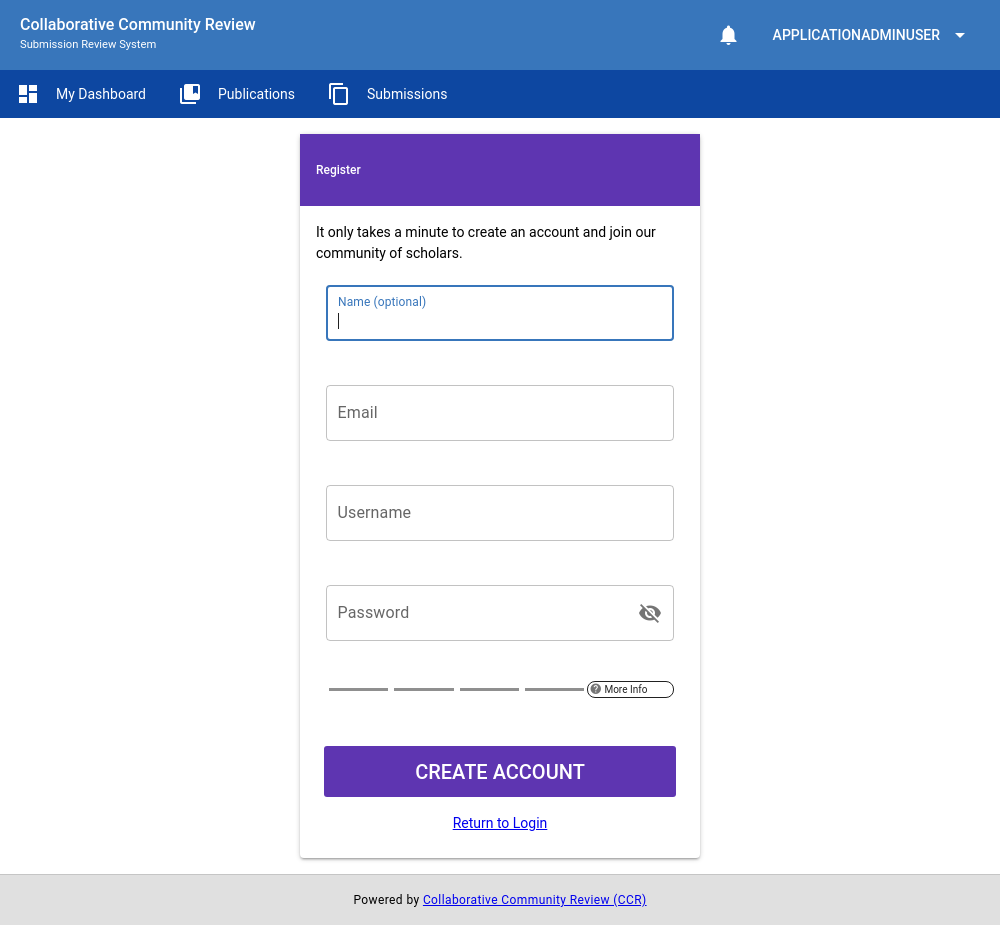 Collaborative Community Review
Submission Review System
APPLICATIONADMINUSER
My Dashboard Publications Submissions
Register
It only takes a minute to create an account and join our
community of scholars.
Name (optional)
Email
Username
Password
? More Info
CREATE ACCOUNT
Return to Login
Powered by Collaborative Community Review (CCR)